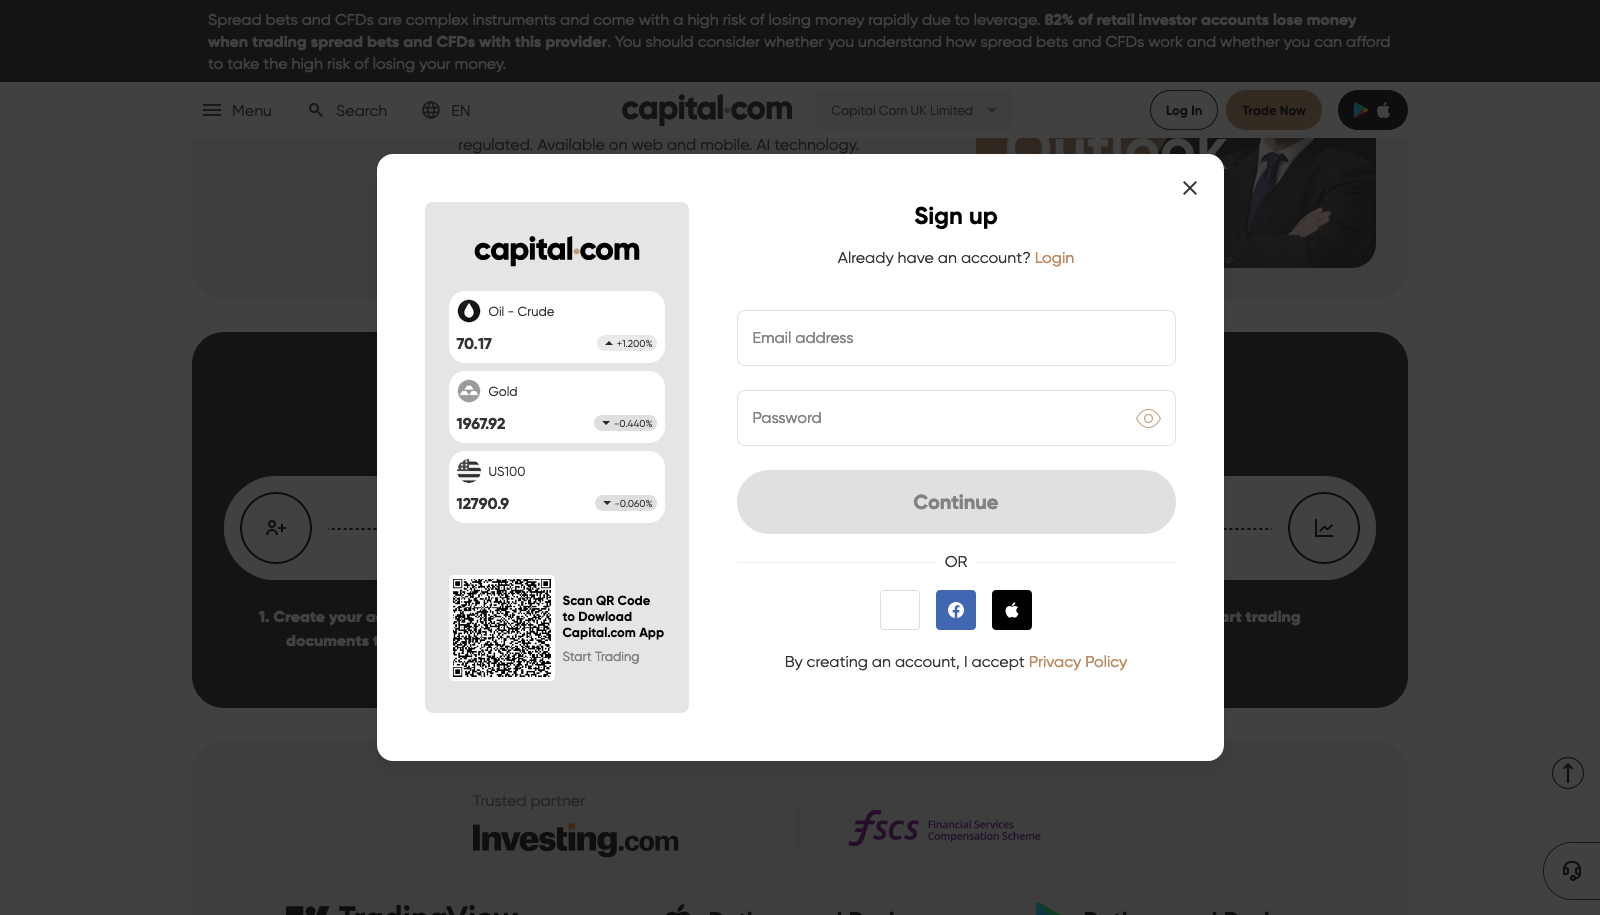 Spread bets and CFDs are complex instruments and come with a high risk of losing money rapidly due to leverage. 82% of retail investor accounts lose money
when trading spread bets and CFDs with this provider. You should consider whether you understand how spread bets and CFDs work and whether you can afford
to take the high risk of losing your money.
Menu
Search
EN
capital.com
Capital Com UK Limited
Log In
Trade Now
regulated. Available on web and mobile. AI technology.
Outlook
capital.com
Oil - Crude
70.17
+1.200%
Gold
1967.92
-0.440%
US100
12790.9
-0.060%
Scan QR Code
to Dowload
Capital.com App
Start Trading
Sign up
Already have an account? Login
Email address
Password
Continue
OR
By creating an account, I accept Privacy Policy
1. Create your
documents
trading
Trusted partner
Investing.com
fscs
Financial Services
Compensation Scheme
TradingView